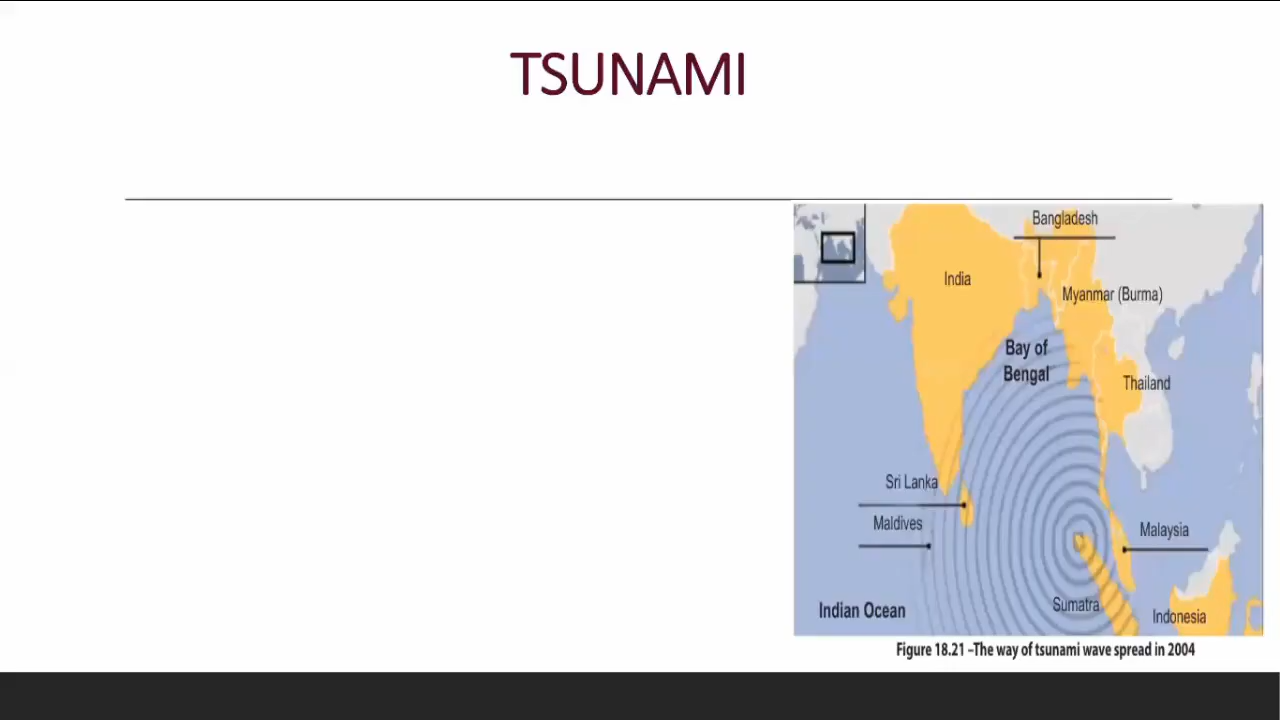 TSUNAMI
Bangladesh
India
Myanmar (Burma)
Bay of
Bengal
Thailand
Sri Lanka
Maldives
Malaysia
Sumatra
Indian Ocean
Indonesia
Figure 18.21 –The way of tsunami wave spread in 2004